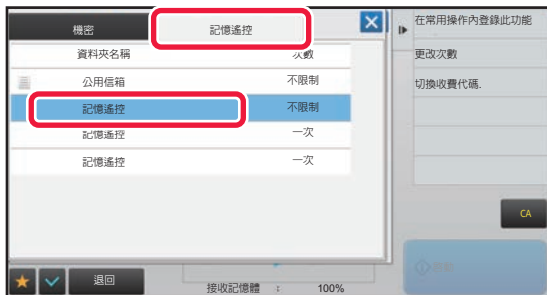 機密
記憶遙控
資料夾名稱
次數
公用信箱
不限制
記憶遙控
不限制
記憶遙控
一次
記憶遙控
一次
退回
接收記憶體 : 100%
在常用操作內登錄此功能
更改次數
切換收費代碼.
CA